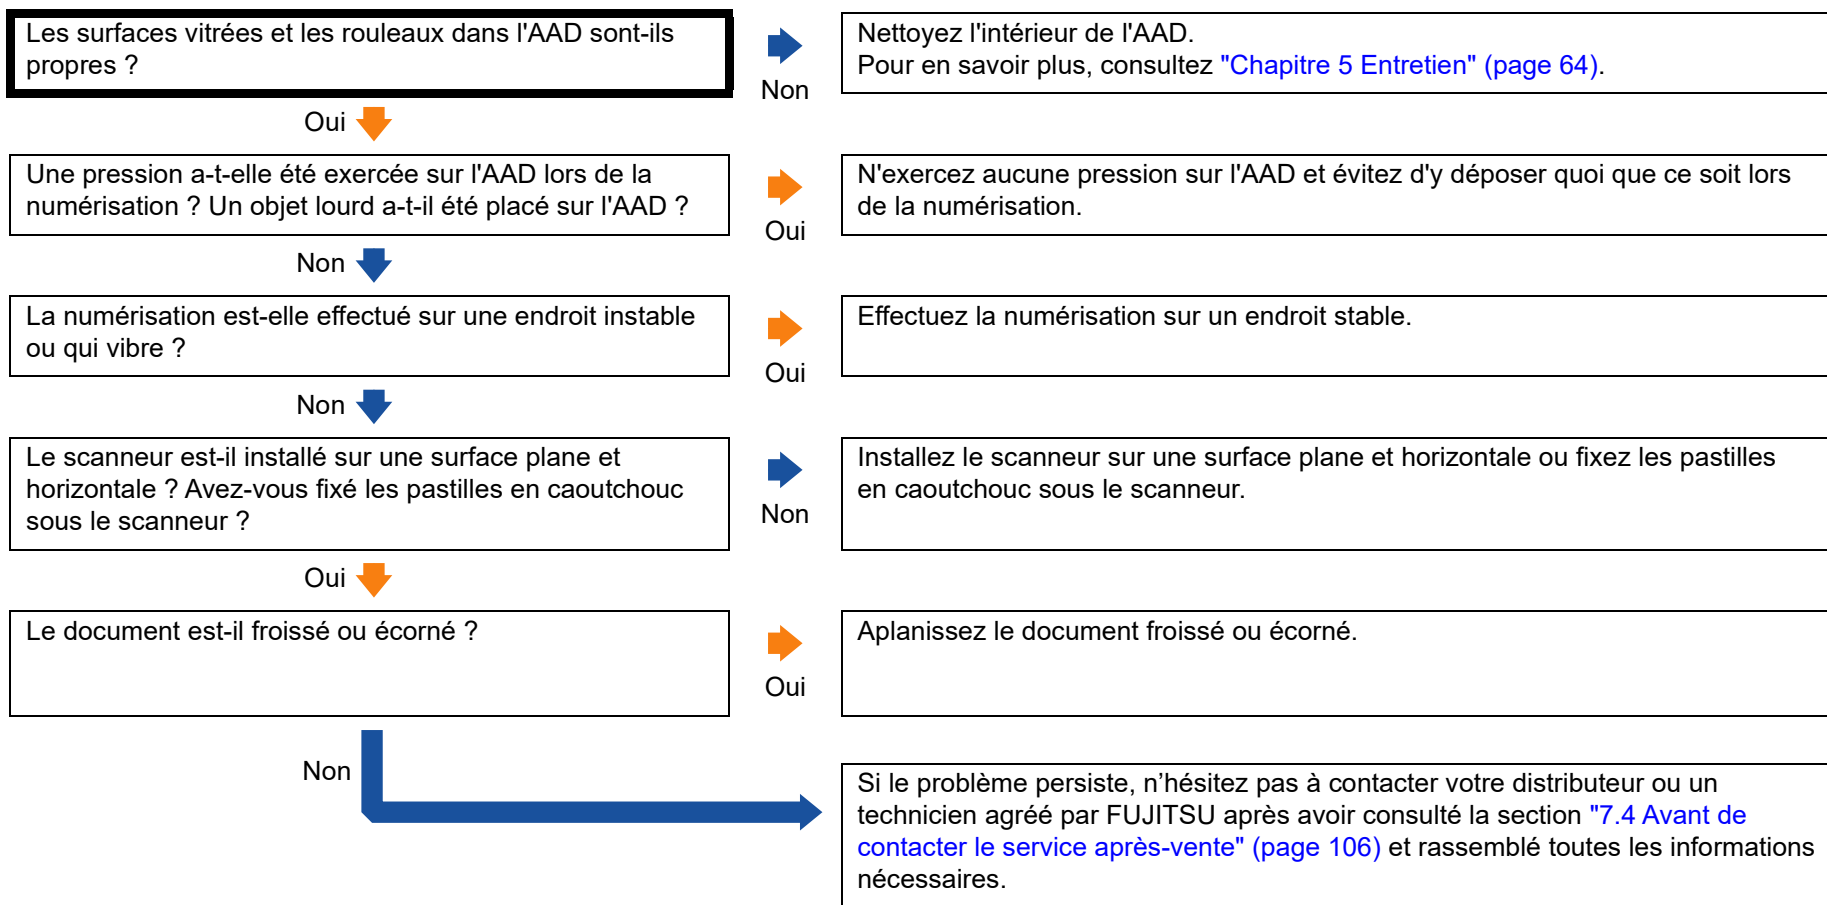 Les surfaces vitrées et les rouleaux dans l'AAD sont-ils
propres ?
Non
Nettoyez l'intérieur de l'AAD.
Pour en savoir plus, consultez "Chapitre 5 Entretien" (page 64).
Oui
Une pression a-t-elle été exercée sur l'AAD lors de la
numérisation ? Un objet lourd a-t-il été placé sur l'AAD ?
Oui
N'exercez aucune pression sur l'AAD et évitez d'y déposer quoi que ce soit lors
de la numérisation.
Non
La numérisation est-elle effectué sur une endroit instable
ou qui vibre ?
Oui
Effectuez la numérisation sur un endroit stable.
Non
Le scanneur est-il installé sur une surface plane et
horizontale ? Avez-vous fixé les pastilles en caoutchouc
sous le scanneur ?
Non
Installez le scanneur sur une surface plane et horizontale ou fixez les pastilles
en caoutchouc sous le scanneur.
Oui
Le document est-il froissé ou écorné ?
Oui
Aplanissez le document froissé ou écorné.
Non
Si le problème persiste, n’hésitez pas à contacter votre distributeur ou un
technicien agréé par FUJITSU après avoir consulté la section "7.4 Avant de
contacter le service après-vente" (page 106) et rassemblé toutes les informations
nécessaires.